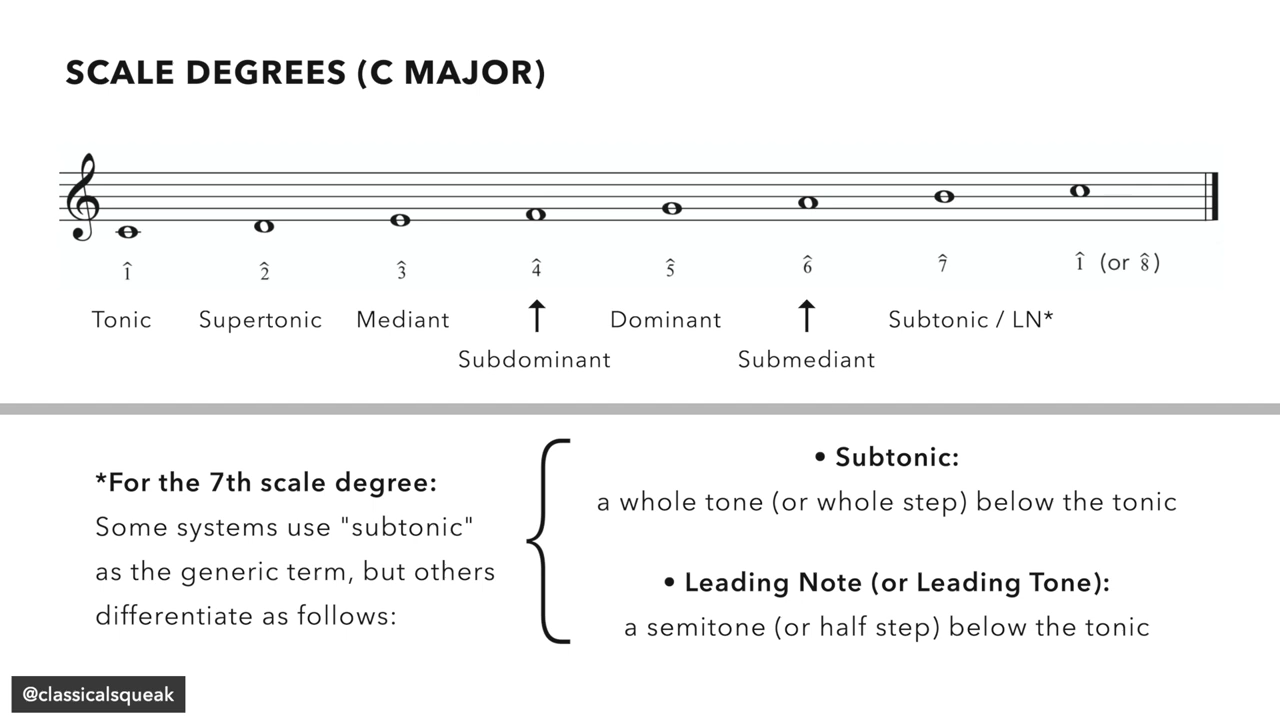 SCALE DEGREES (C MAJOR)
1̂ 2̂ 3̂ 4̂ 5̂ 6̂ 7̂ 1̂ (or 8̂)
Tonic Supertonic Mediant ↑ Dominant ↑ Subtonic / LN*
Subdominant Submediant
*For the 7th scale degree:
Some systems use "subtonic"
as the generic term, but others
differentiate as follows:
• Subtonic:
a whole tone (or whole step) below the tonic
• Leading Note (or Leading Tone):
a semitone (or half step) below the tonic
@classicalsqueak